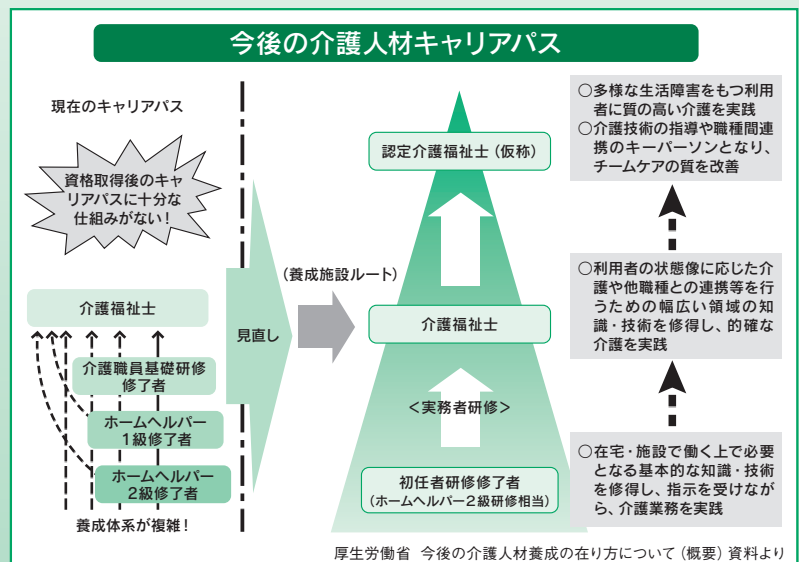 今後の介護人材キャリアパス
現在のキャリアパス
資格取得後のキャ
リアパスに十分な
仕組みがない!
介護福祉士
介護職員基礎研修
修了者
ホームヘルパー
1級修了者
ホームヘルパー
2級修了者
養成体系が複雑!
見直し
(養成施設ルート)
認定介護福祉士(仮称)
介護福祉士
<実務者研修>
初任者研修修了者
(ホームヘルパー2級研修相当)
○多様な生活障害をもつ利用
者に質の高い介護を実践
○介護技術の指導や職種間連
携のキーパーソンとなり、
チームケアの質を改善
○利用者の状態像に応じた介
護や他職種との連携等を行
うための幅広い領域の知
識・技術を修得し、的確な
介護を実践
○在宅・施設で働く上で必要
となる基本的な知識・技術
を修得し、指示を受けなが
ら、介護業務を実践
厚生労働省 今後の介護人材養成の在り方について(概要)資料より